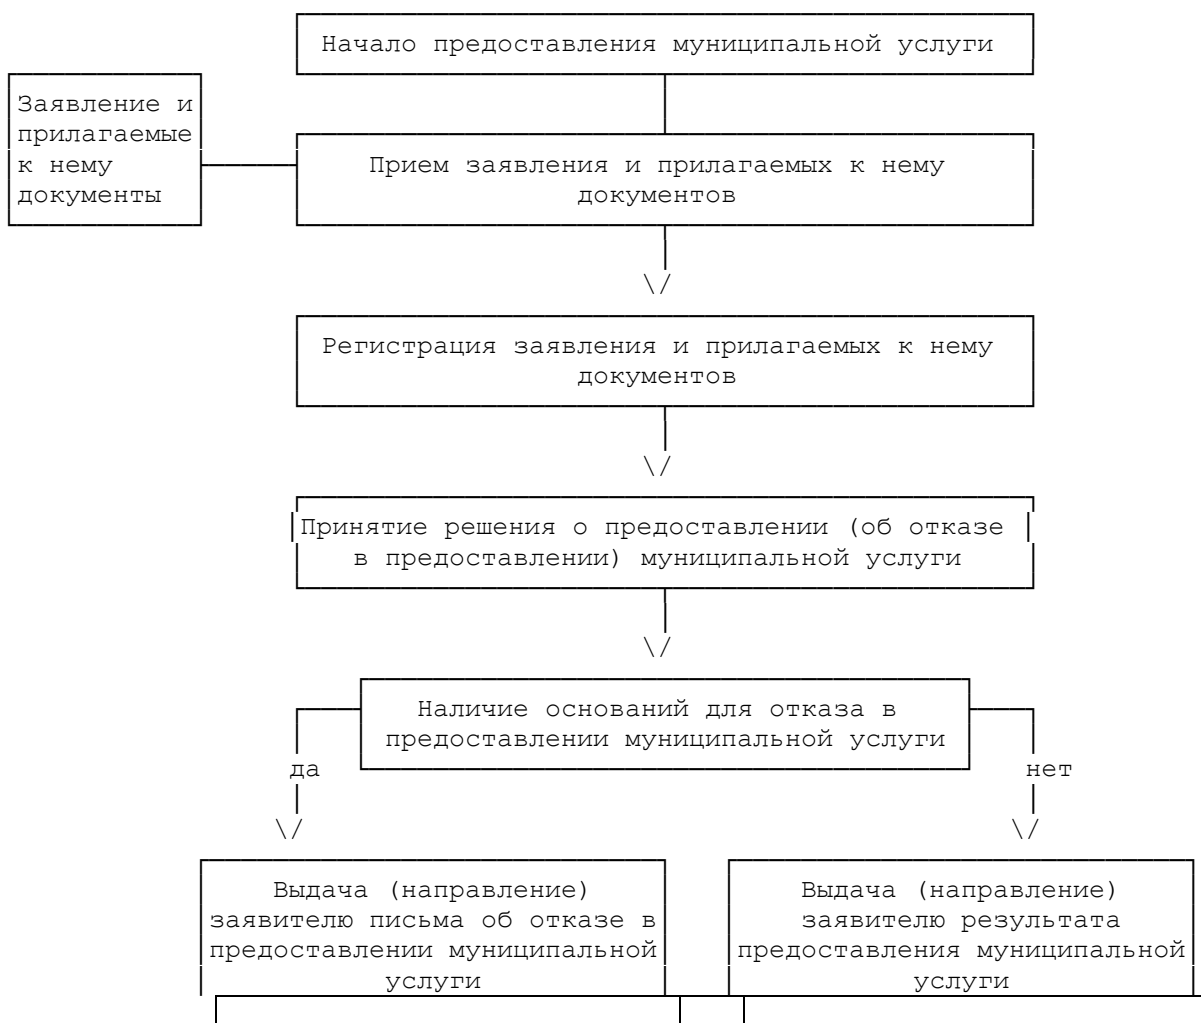 Начало предоставления муниципальной услуги
Заявление и
прилагаемые
к нему
документы
Прием заявления и прилагаемых к нему
документов
\/
Регистрация заявления и прилагаемых к нему
документов
\/
|Принятие решения о предоставлении (об отказе |
в предоставлении) муниципальной услуги
\/
Наличие оснований для отказа в
предоставлении муниципальной услуги
да
нет
\/
\/
Выдача (направление)
заявителю письма об отказе в
предоставлении муниципальной
услуги
Выдача (направление)
заявителю результата
предоставления муниципальной
услуги